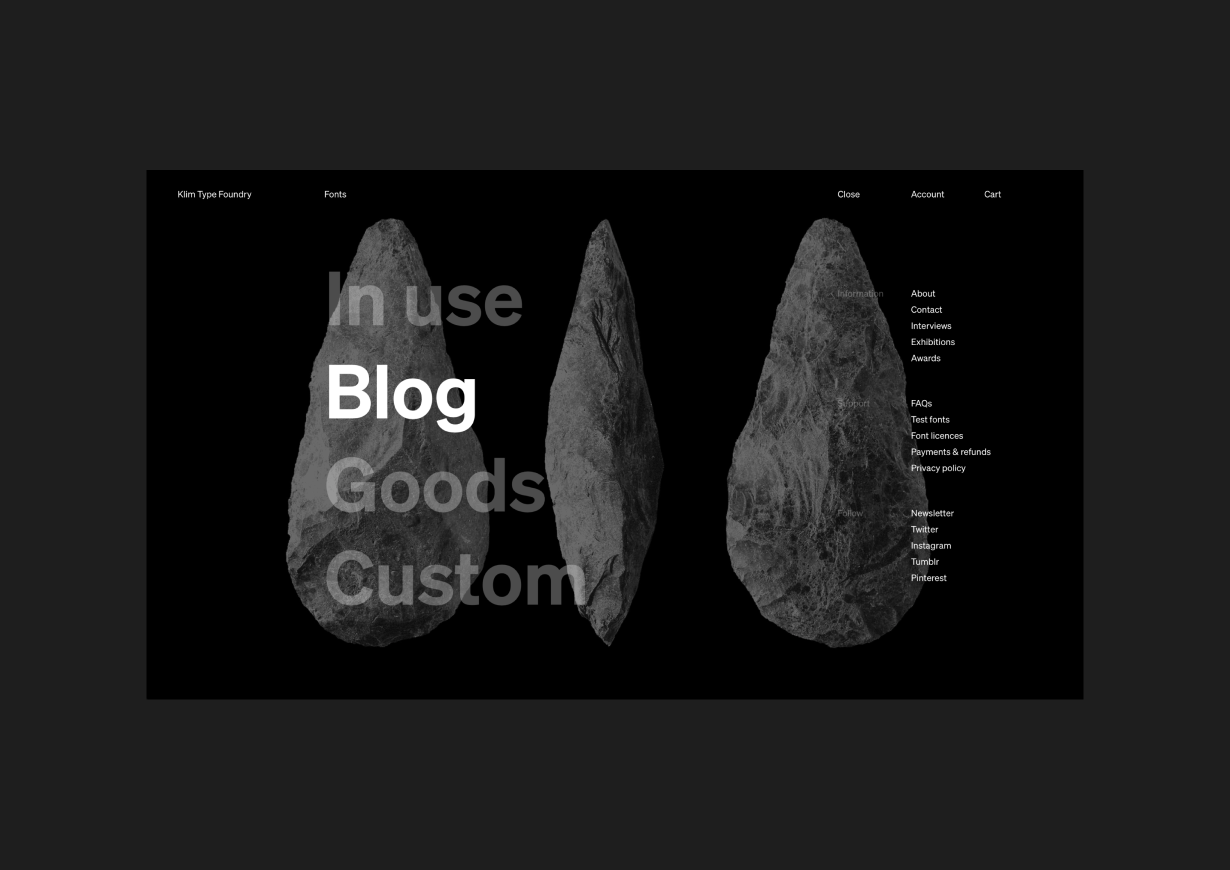 Klim Type Foundry
Fonts
Close
Account
Cart
In use
Blog
Goods
Custom
Information
About
Contact
Interviews
Exhibitions
Awards
Support
FAQs
Test fonts
Font licences
Payments & refunds
Privacy policy
Follow
Newsletter
Twitter
Instagram
Tumblr
Pinterest